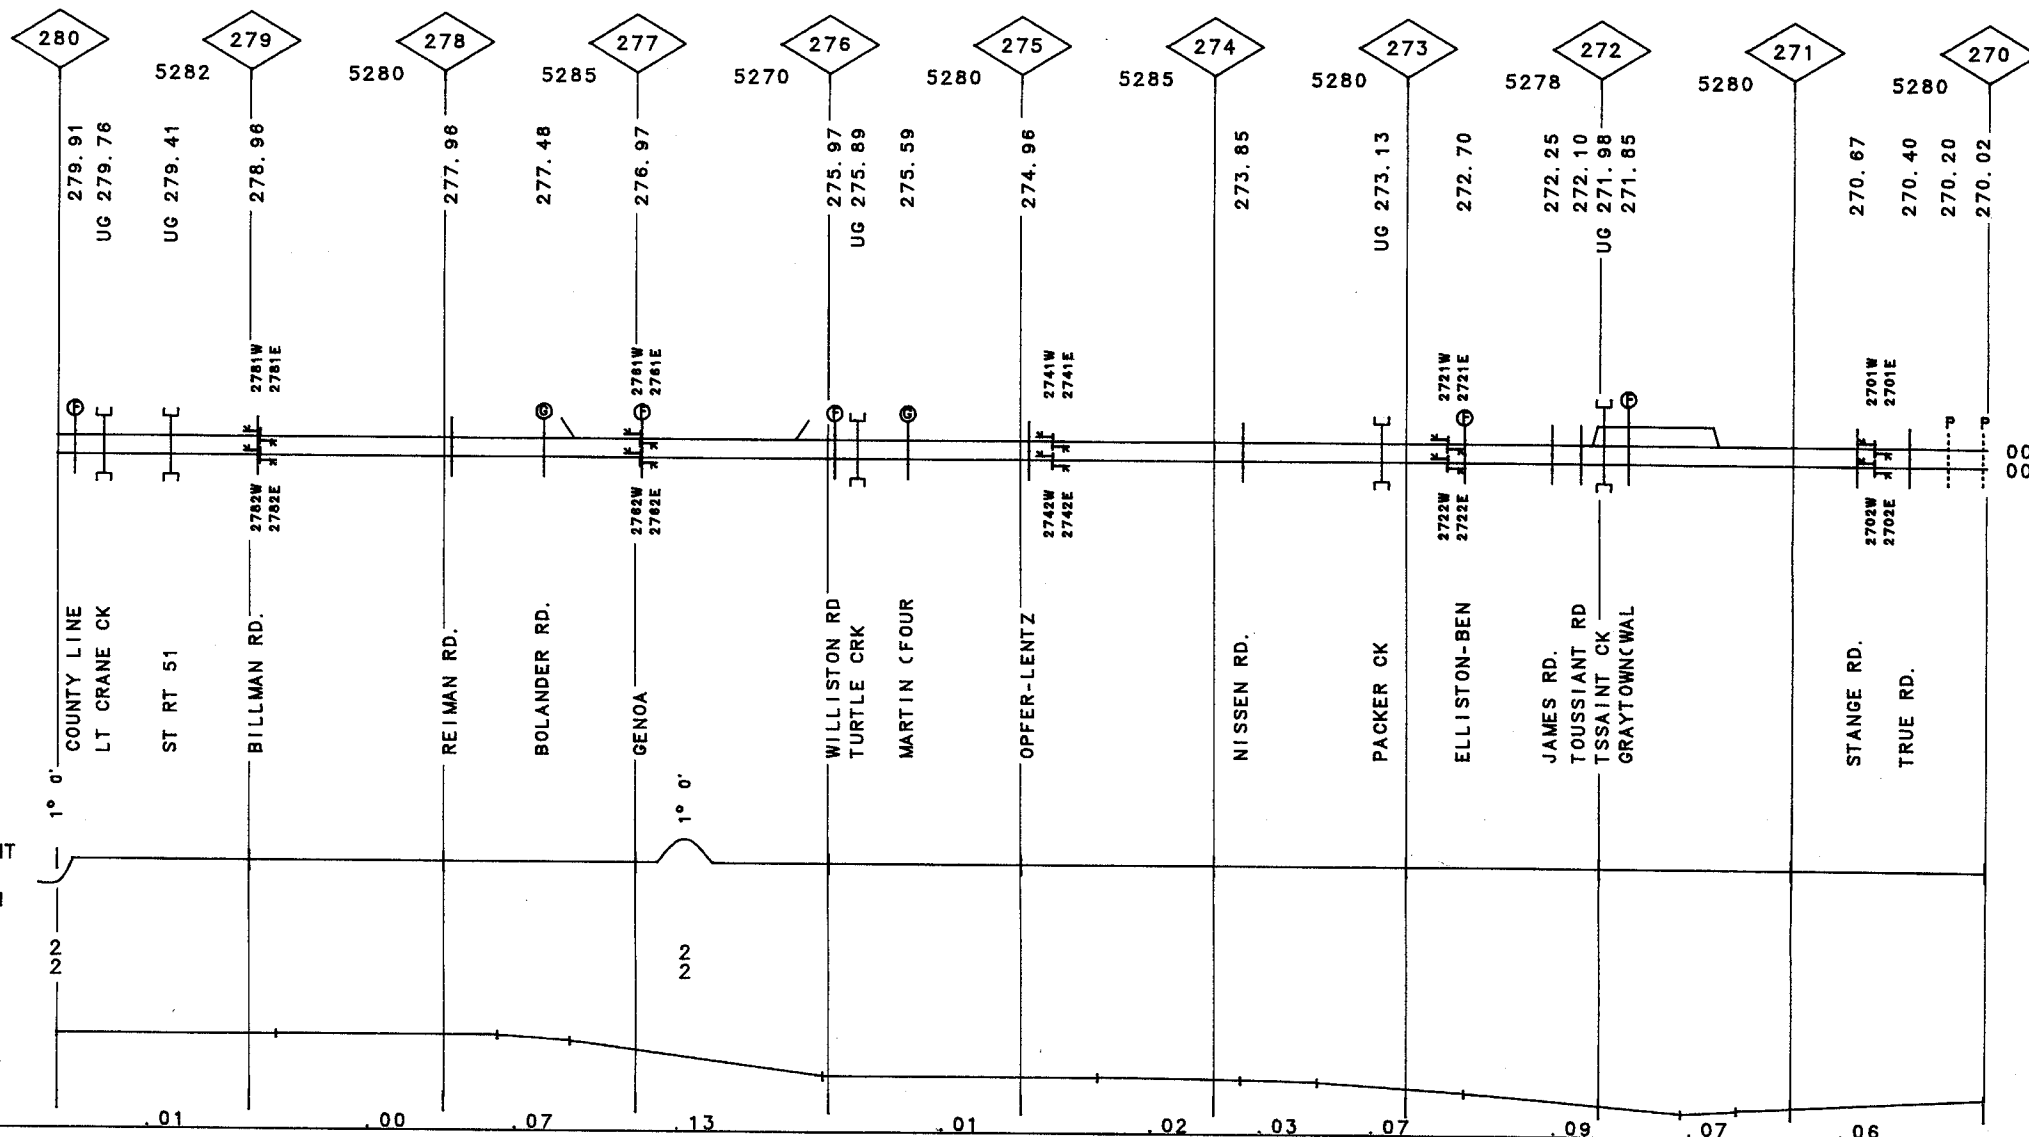 280 279 278 277 276 275 274 273 272 271 270
5282 5280 5285 5270 5280 5285 5280 5278 5280 5280
279.91
UG 279.76
UG 279.41
278.96
277.96
277.48
276.97
275.97
UG 275.89
275.59
274.96
273.85
UG 273.13
272.70
272.25
272.10
UG 271.98
271.85
270.67
270.40
270.20
270.02
2781W
2781E
2761W
2761E
2741W
2741E
2721W
2721E
2701W
2701E
F
G
F
F
G
F
F
P
P
00
00
2782W
2782E
2762W
2762E
2742W
2742E
2722W
2722E
2702W
2702E
COUNTY LINE
LT CRANE CK
ST RT 51
BILLMAN RD.
REIMAN RD.
BOLANDER RD.
GENOA
WILLISTON RD
TURTLE CRK
MARTIN (FOUR
OPFER-LENTZ
NISSEN RD.
PACKER CK
ELLISTON-BEN
JAMES RD.
TOUSSIANT RD
TSSAINT CK
GRAYTOWN(WAL
STANGE RD.
TRUE RD.
1° 0'
1° 0'
2
2
2
2
.01 .00 .07 .13 .01 .02 .03 .07 .09 .07 .06